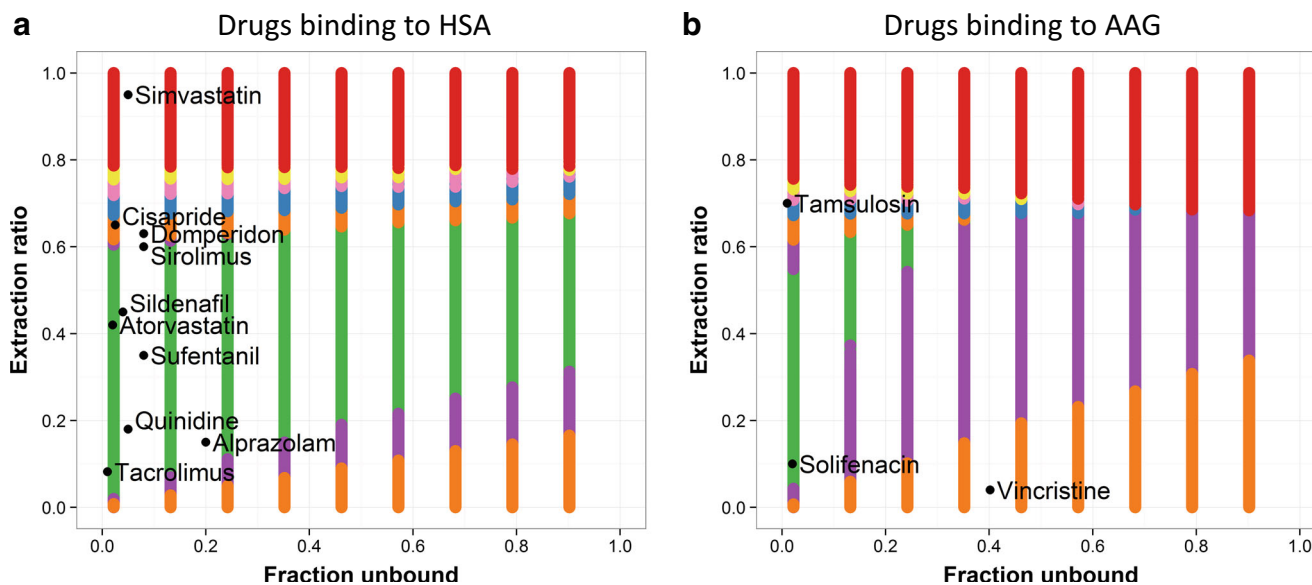 a
Drugs binding to HSA
Extraction ratio
1.0
0.8
0.6
0.4
0.2
0.0
Simvastatin
Cisapride
Domperidon
Sirolimus
Sildenafil
Atorvastatin
Sufentanil
Quinidine
Alprazolam
Tacrolimus
0.0 0.2 0.4 0.6 0.8 1.0
Fraction unbound
b
Drugs binding to AAG
Extraction ratio
1.0
0.8
0.6
0.4
0.2
0.0
Tamsulosin
Solifenacin
Vincristine
0.0 0.2 0.4 0.6 0.8 1.0
Fraction unbound